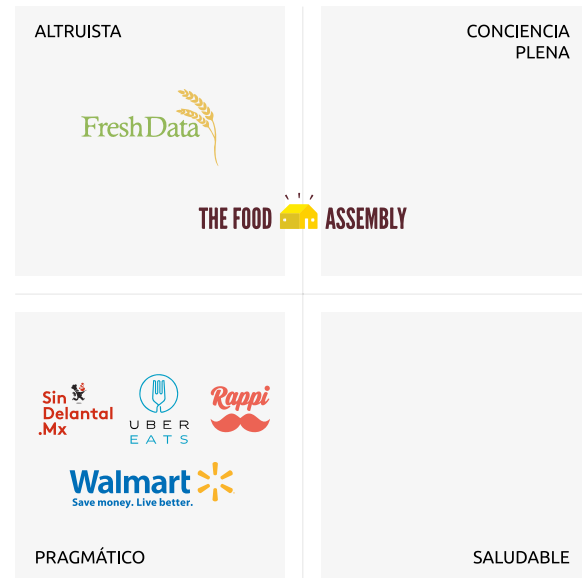 ALTRUISTA
CONCIENCIA
PLENA
FreshData
THE FOOD ASSEMBLY
Sin
Delantal
.Mx
UBER
EATS
Rappi
Walmart
Save money. Live better.
PRAGMÁTICO
SALUDABLE